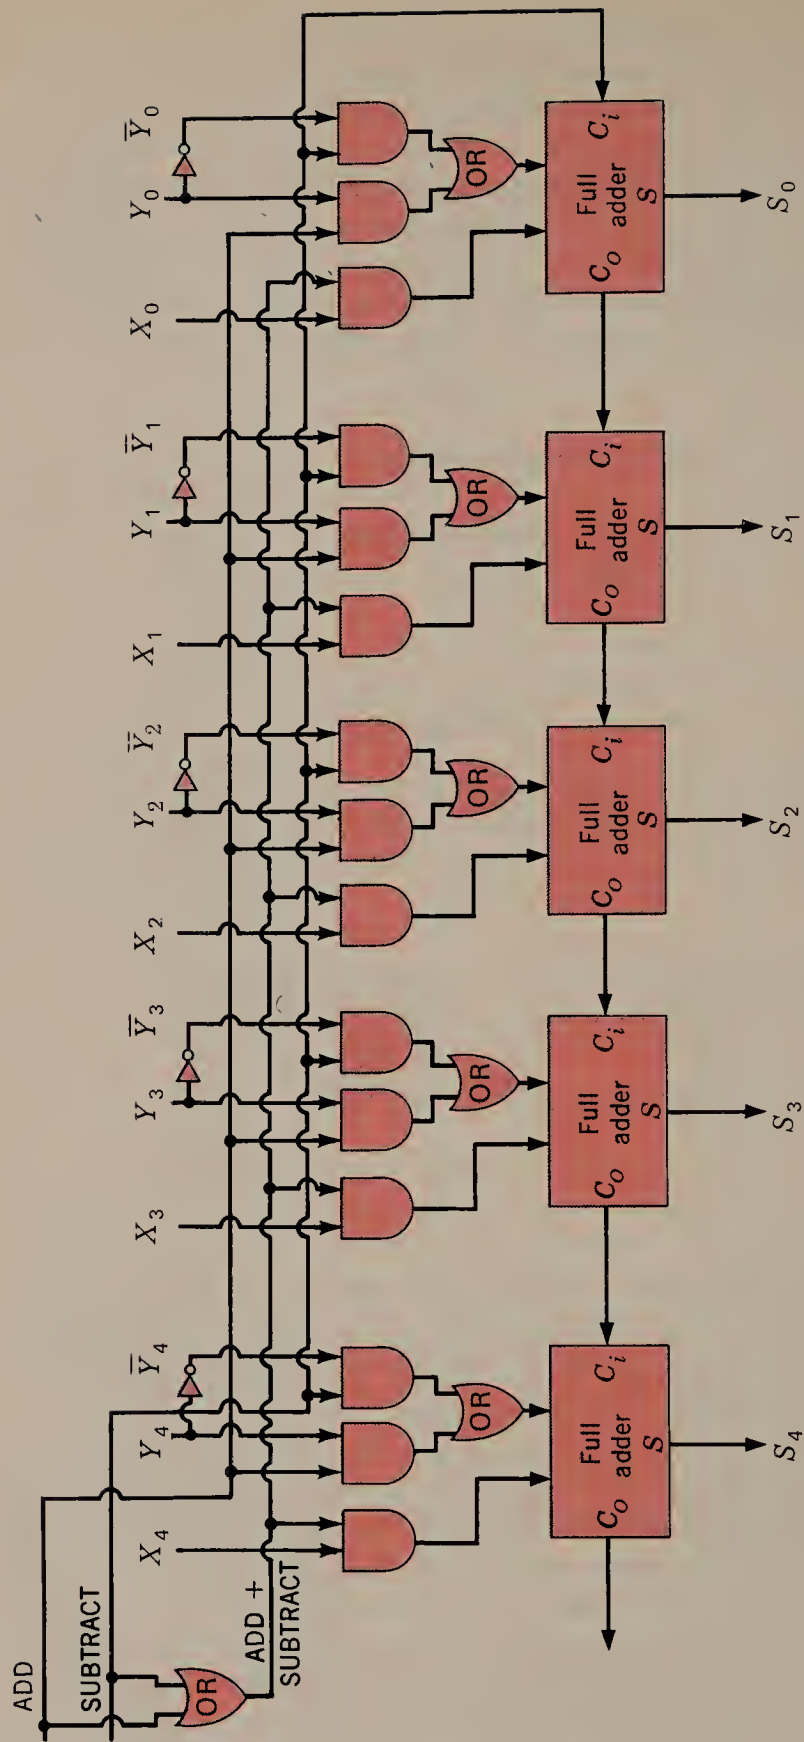 ADD
SUBTRACT
X4 Y4 Ȳ4 X3 Y3 Ȳ3 X2 Y2 Ȳ2 X1 Y1 Ȳ1 X0 Y0 Ȳ0
OR
ADD +
SUBTRACT
OR OR OR OR OR
Co Full adder S Ci
Co Full adder S Ci
Co Full adder S Ci
Co Full adder S Ci
Co Full adder S Ci
S4 S3 S2 S1 S0